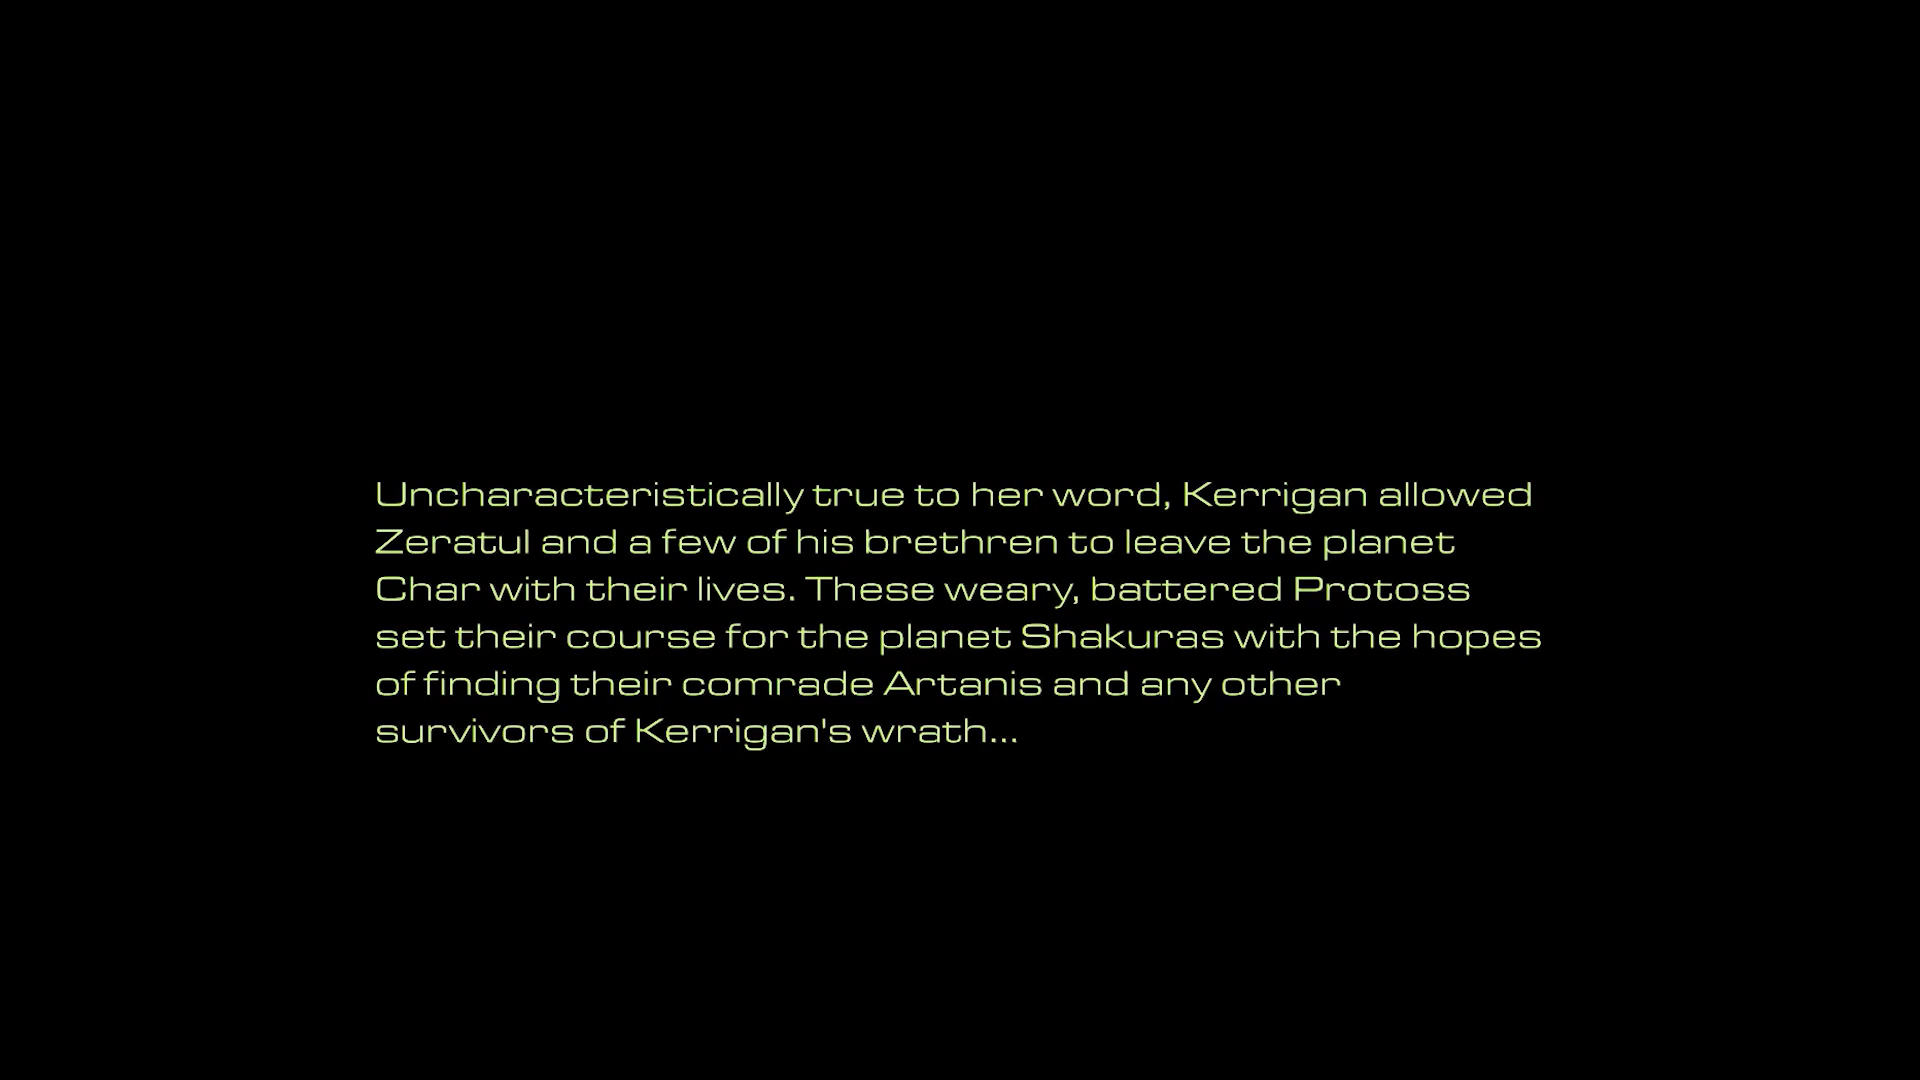 Uncharacteristically true to her word, Kerrigan allowed
Zeratul and a few of his brethren to leave the planet
Char with their lives. These weary, battered Protoss
set their course for the planet Shakuras with the hopes
of finding their comrade Artanis and any other
survivors of Kerrigan's wrath...